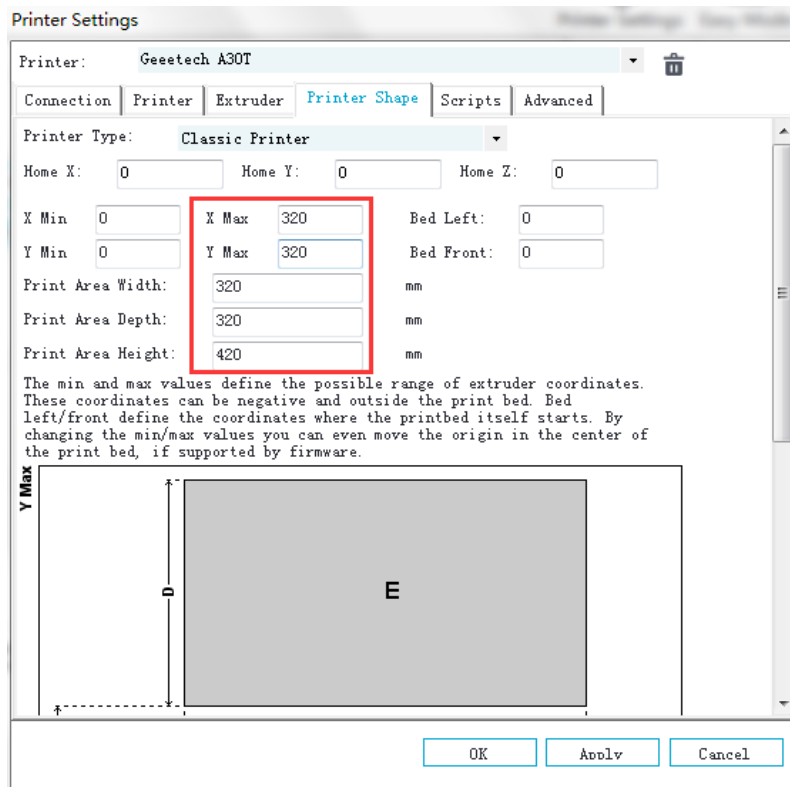 Printer Settings
Printer Settings Easy Mode
Printer: Geeetech A30T
Connection Printer Extruder Printer Shape Scripts Advanced
Printer Type: Classic Printer
Home X: 0 Home Y: 0 Home Z: 0
X Min 0 X Max 320 Bed Left: 0
Y Min 0 Y Max 320 Bed Front: 0
Print Area Width: 320 mm
Print Area Depth: 320 mm
Print Area Height: 420 mm
The min and max values define the possible range of extruder coordinates.
These coordinates can be negative and outside the print bed. Bed
left/front define the coordinates where the printbed itself starts. By
changing the min/max values you can even move the origin in the center of
the print bed, if supported by firmware.
Y Max
D
E
OK Apply Cancel